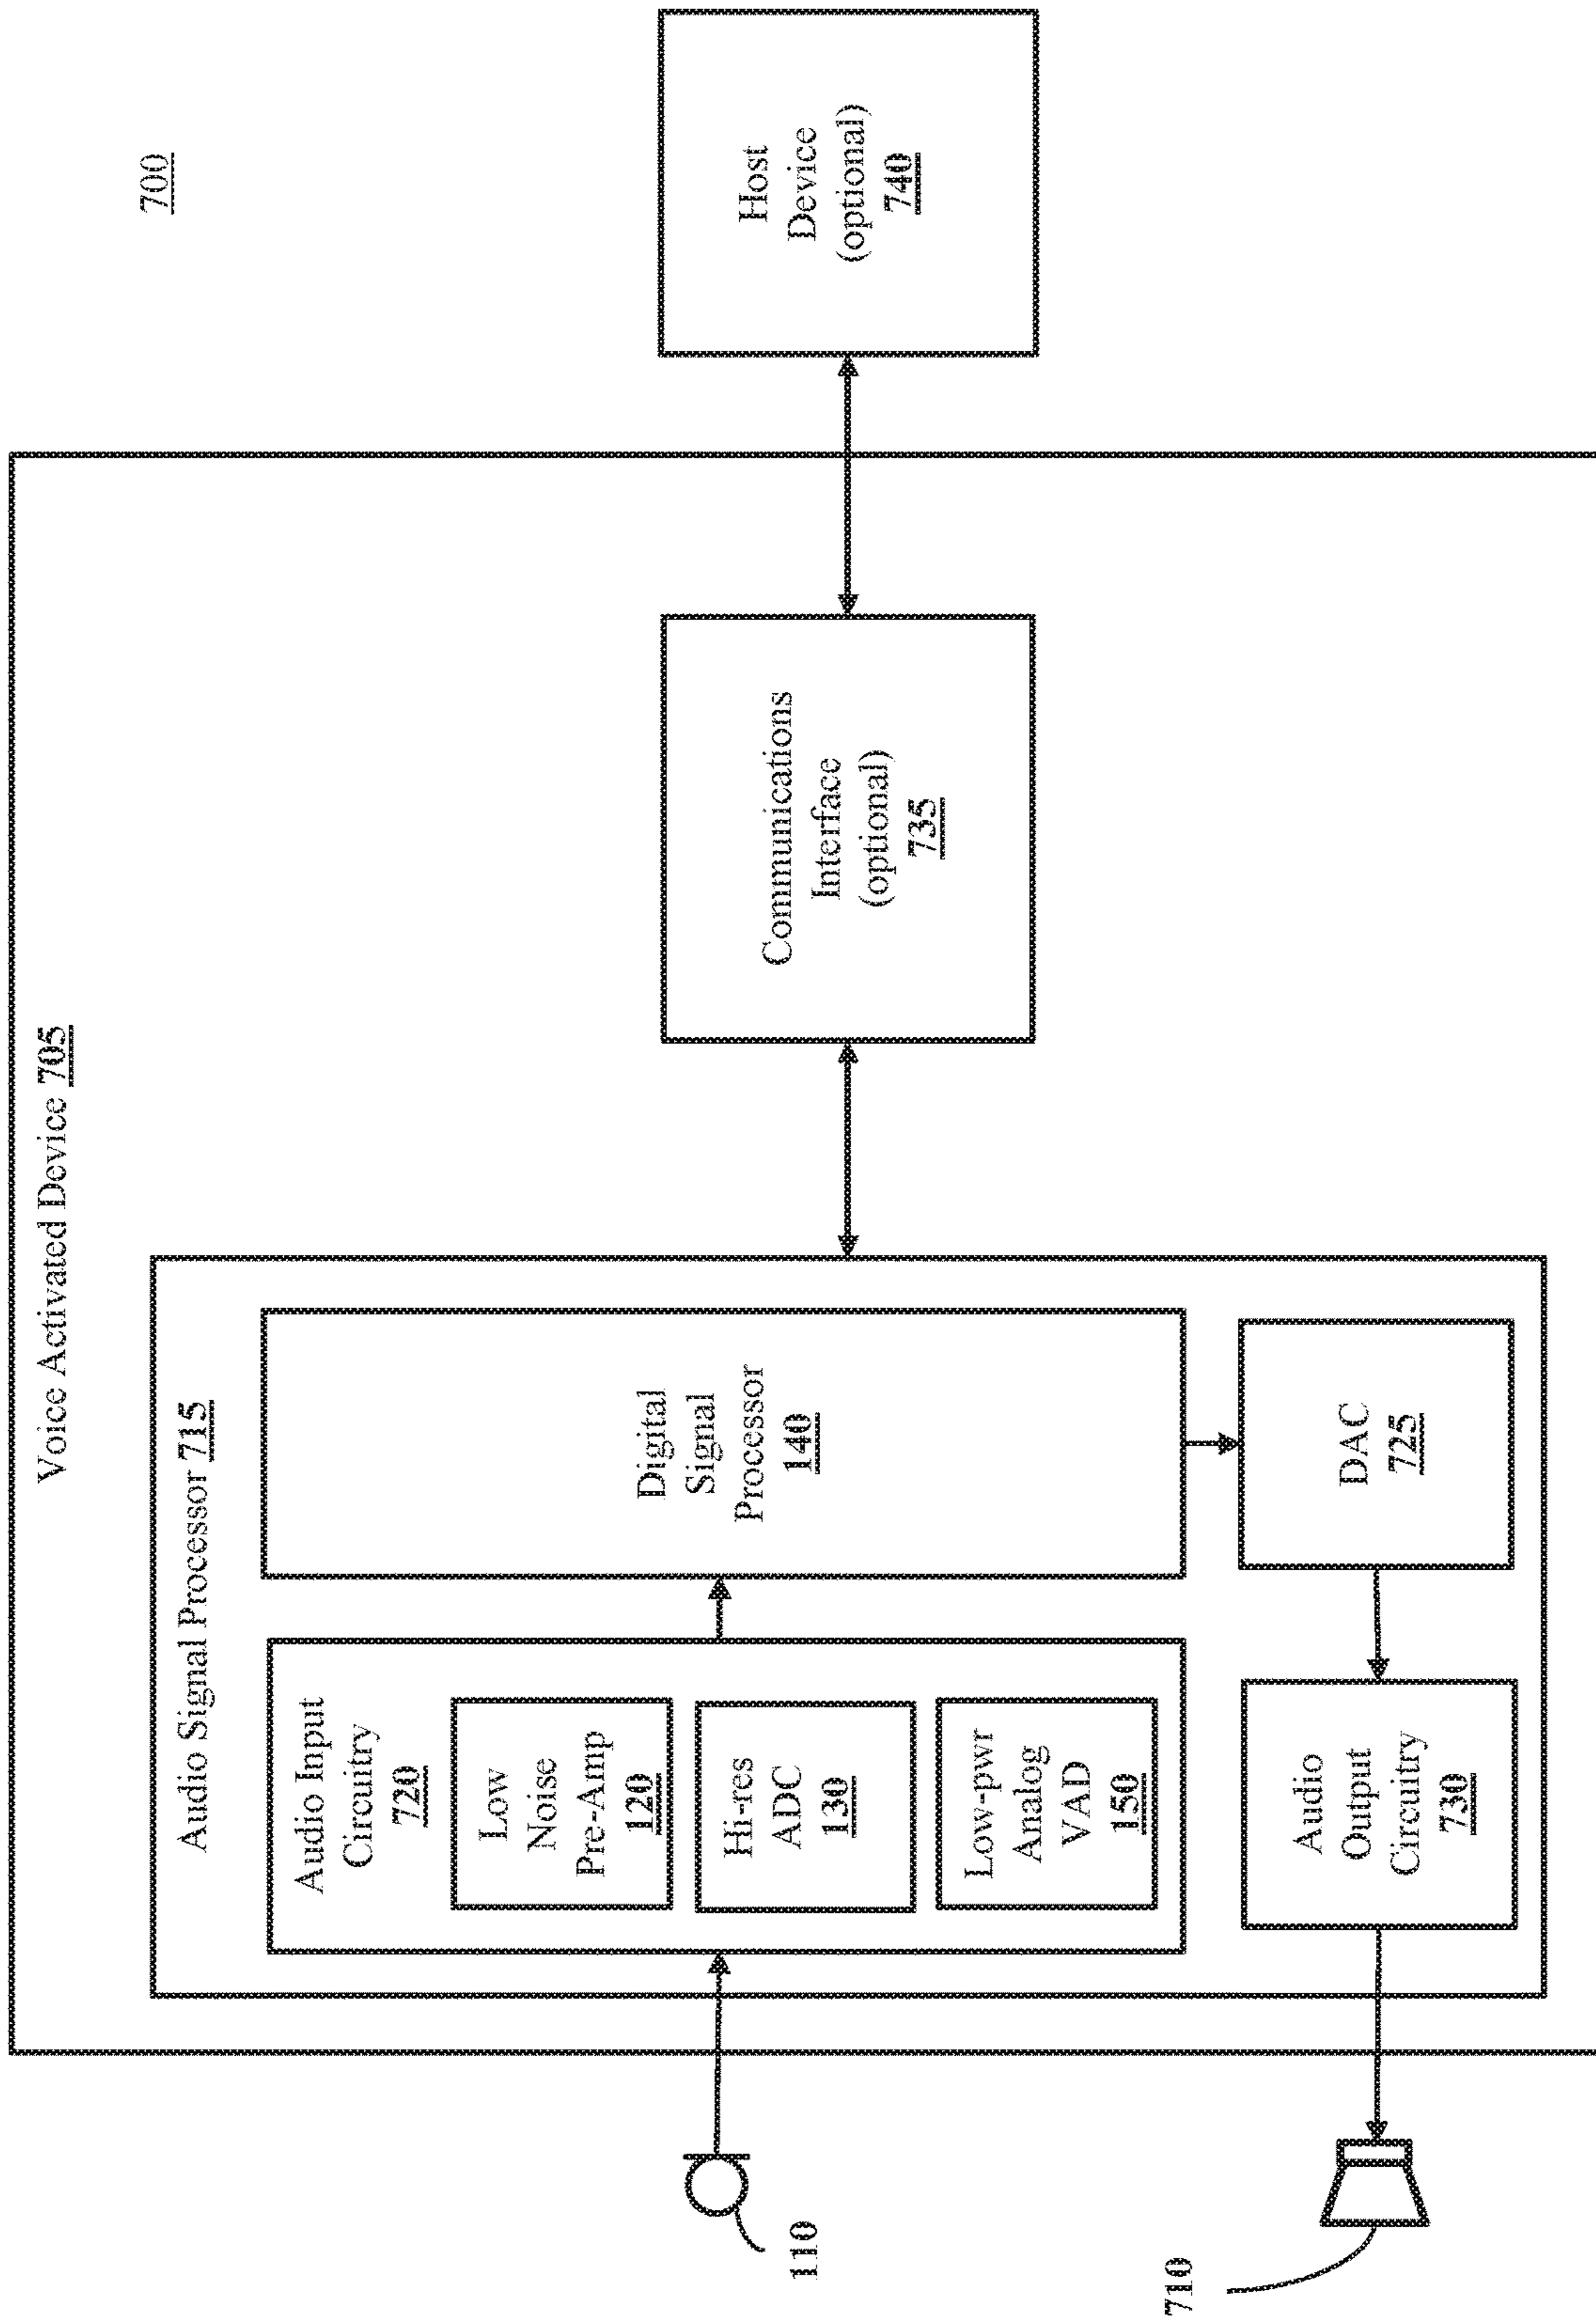 700
Voice Activated Device 705
Audio Signal Processor 715
Audio Input
Circuitry
720
Low
Noise
Pre-Amp
120
Hi-res
ADC
130
Low-pwr
Analog
VAD
150
Digital
Signal
Processor
140
Communications
Interface
(optional)
735
Host
Device
(optional)
740
Audio
Output
Circuitry
730
DAC
725
110
710